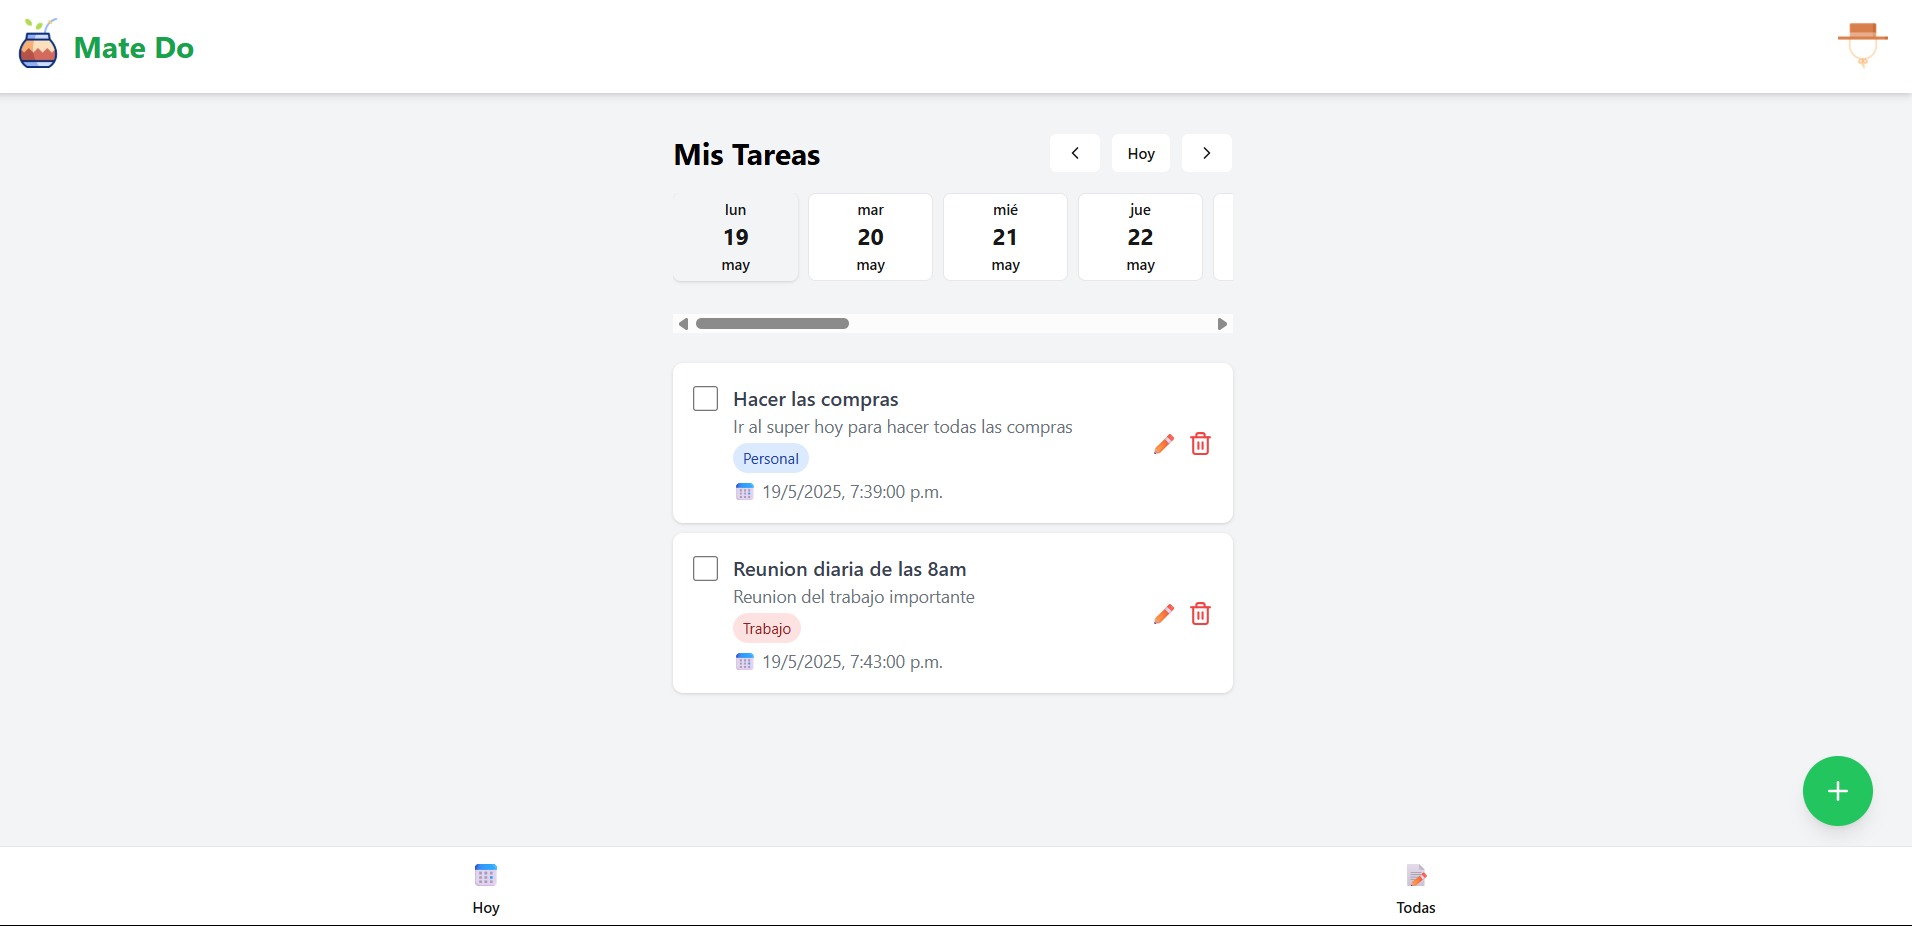 Mate Do
Mis Tareas
Hoy
lun
19
may
mar
20
may
mié
21
may
jue
22
may
Hacer las compras
Ir al super hoy para hacer todas las compras
Personal
19/5/2025, 7:39:00 p.m.
Reunion diaria de las 8am
Reunion del trabajo importante
Trabajo
19/5/2025, 7:43:00 p.m.
Hoy
Todas